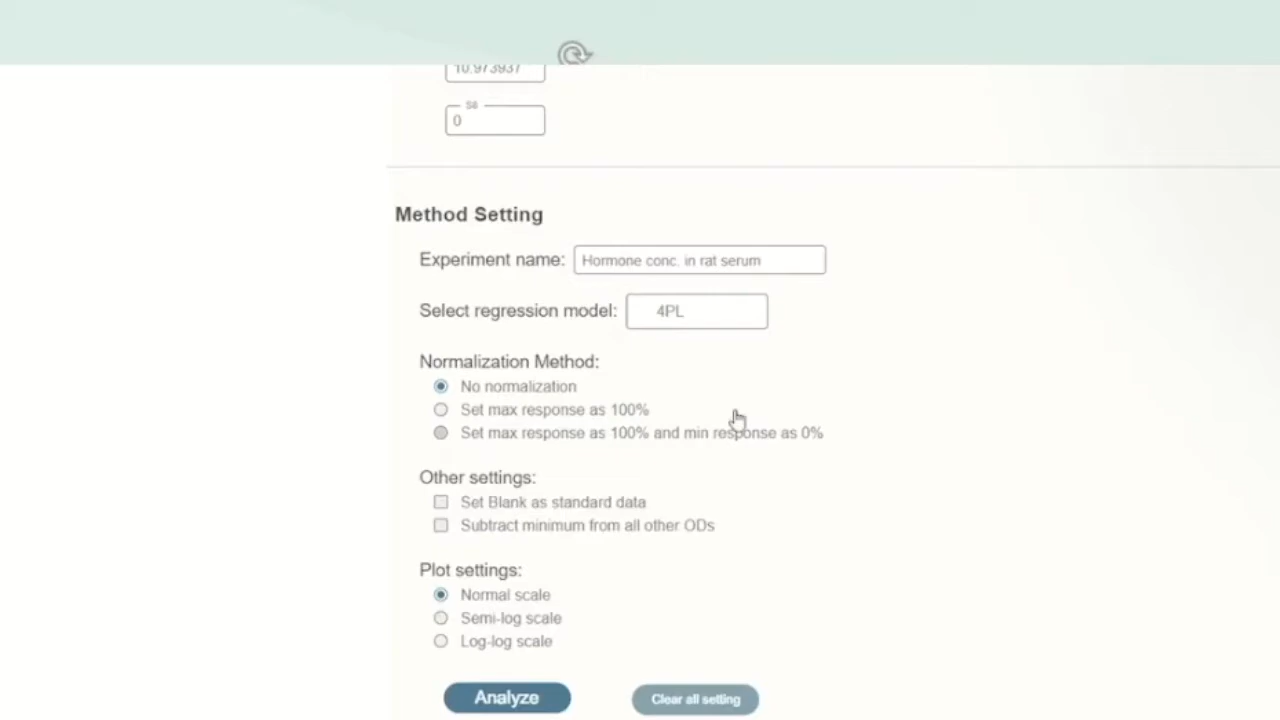 10.973937
S8
0
Method Setting
Experiment name: Hormone conc. in rat serum
Select regression model: 4PL
Normalization Method:
No normalization
Set max response as 100%
Set max response as 100% and min response as 0%
Other settings:
Set Blank as standard data
Subtract minimum from all other ODs
Plot settings:
Normal scale
Semi-log scale
Log-log scale
Analyze Clear all setting